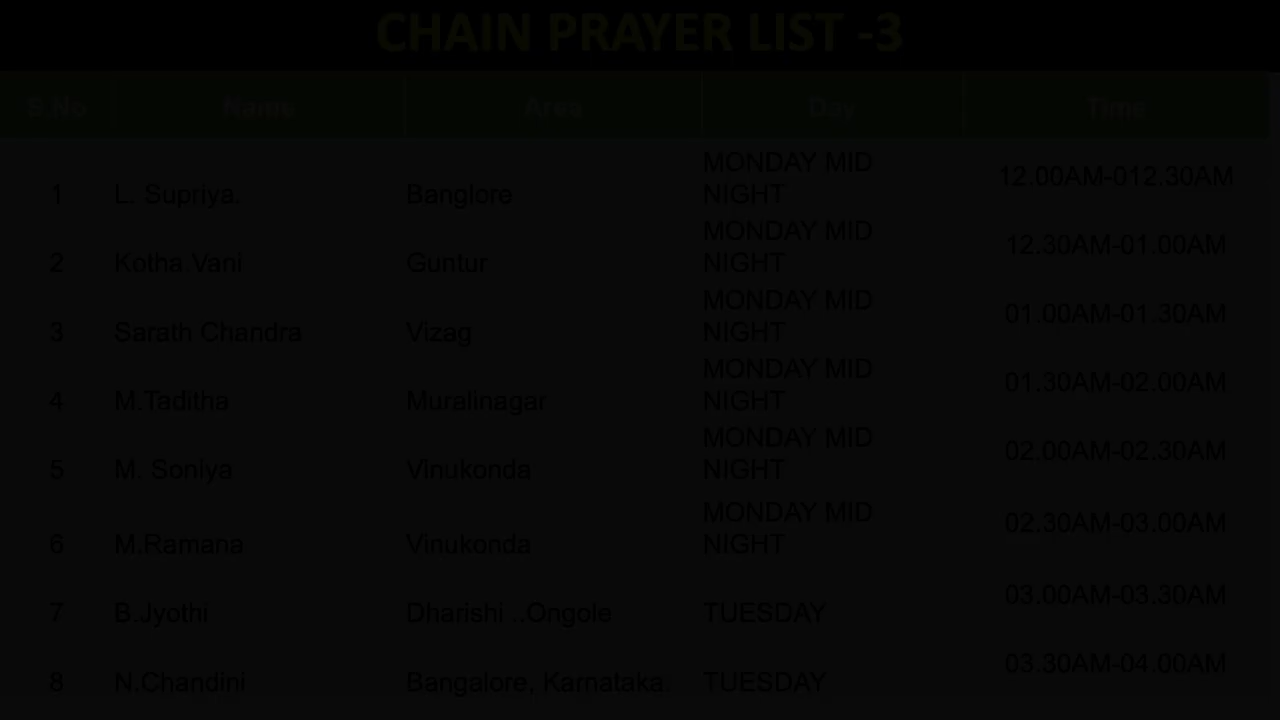 CHAIN PRAYER LIST -3
S.No Name Area Day Time
1 L. Supriya. Banglore MONDAY MID NIGHT 12.00AM-012.30AM
2 Kotha.Vani Guntur MONDAY MID NIGHT 12.30AM-01.00AM
3 Sarath Chandra Vizag MONDAY MID NIGHT 01.00AM-01.30AM
4 M.Taditha Muralinagar MONDAY MID NIGHT 01.30AM-02.00AM
5 M. Soniya Vinukonda MONDAY MID NIGHT 02.00AM-02.30AM
6 M.Ramana Vinukonda MONDAY MID NIGHT 02.30AM-03.00AM
7 B.Jyothi Dharishi ..Ongole TUESDAY 03.00AM-03.30AM
8 N.Chandini Bangalore, Karnataka. TUESDAY 03.30AM-04.00AM